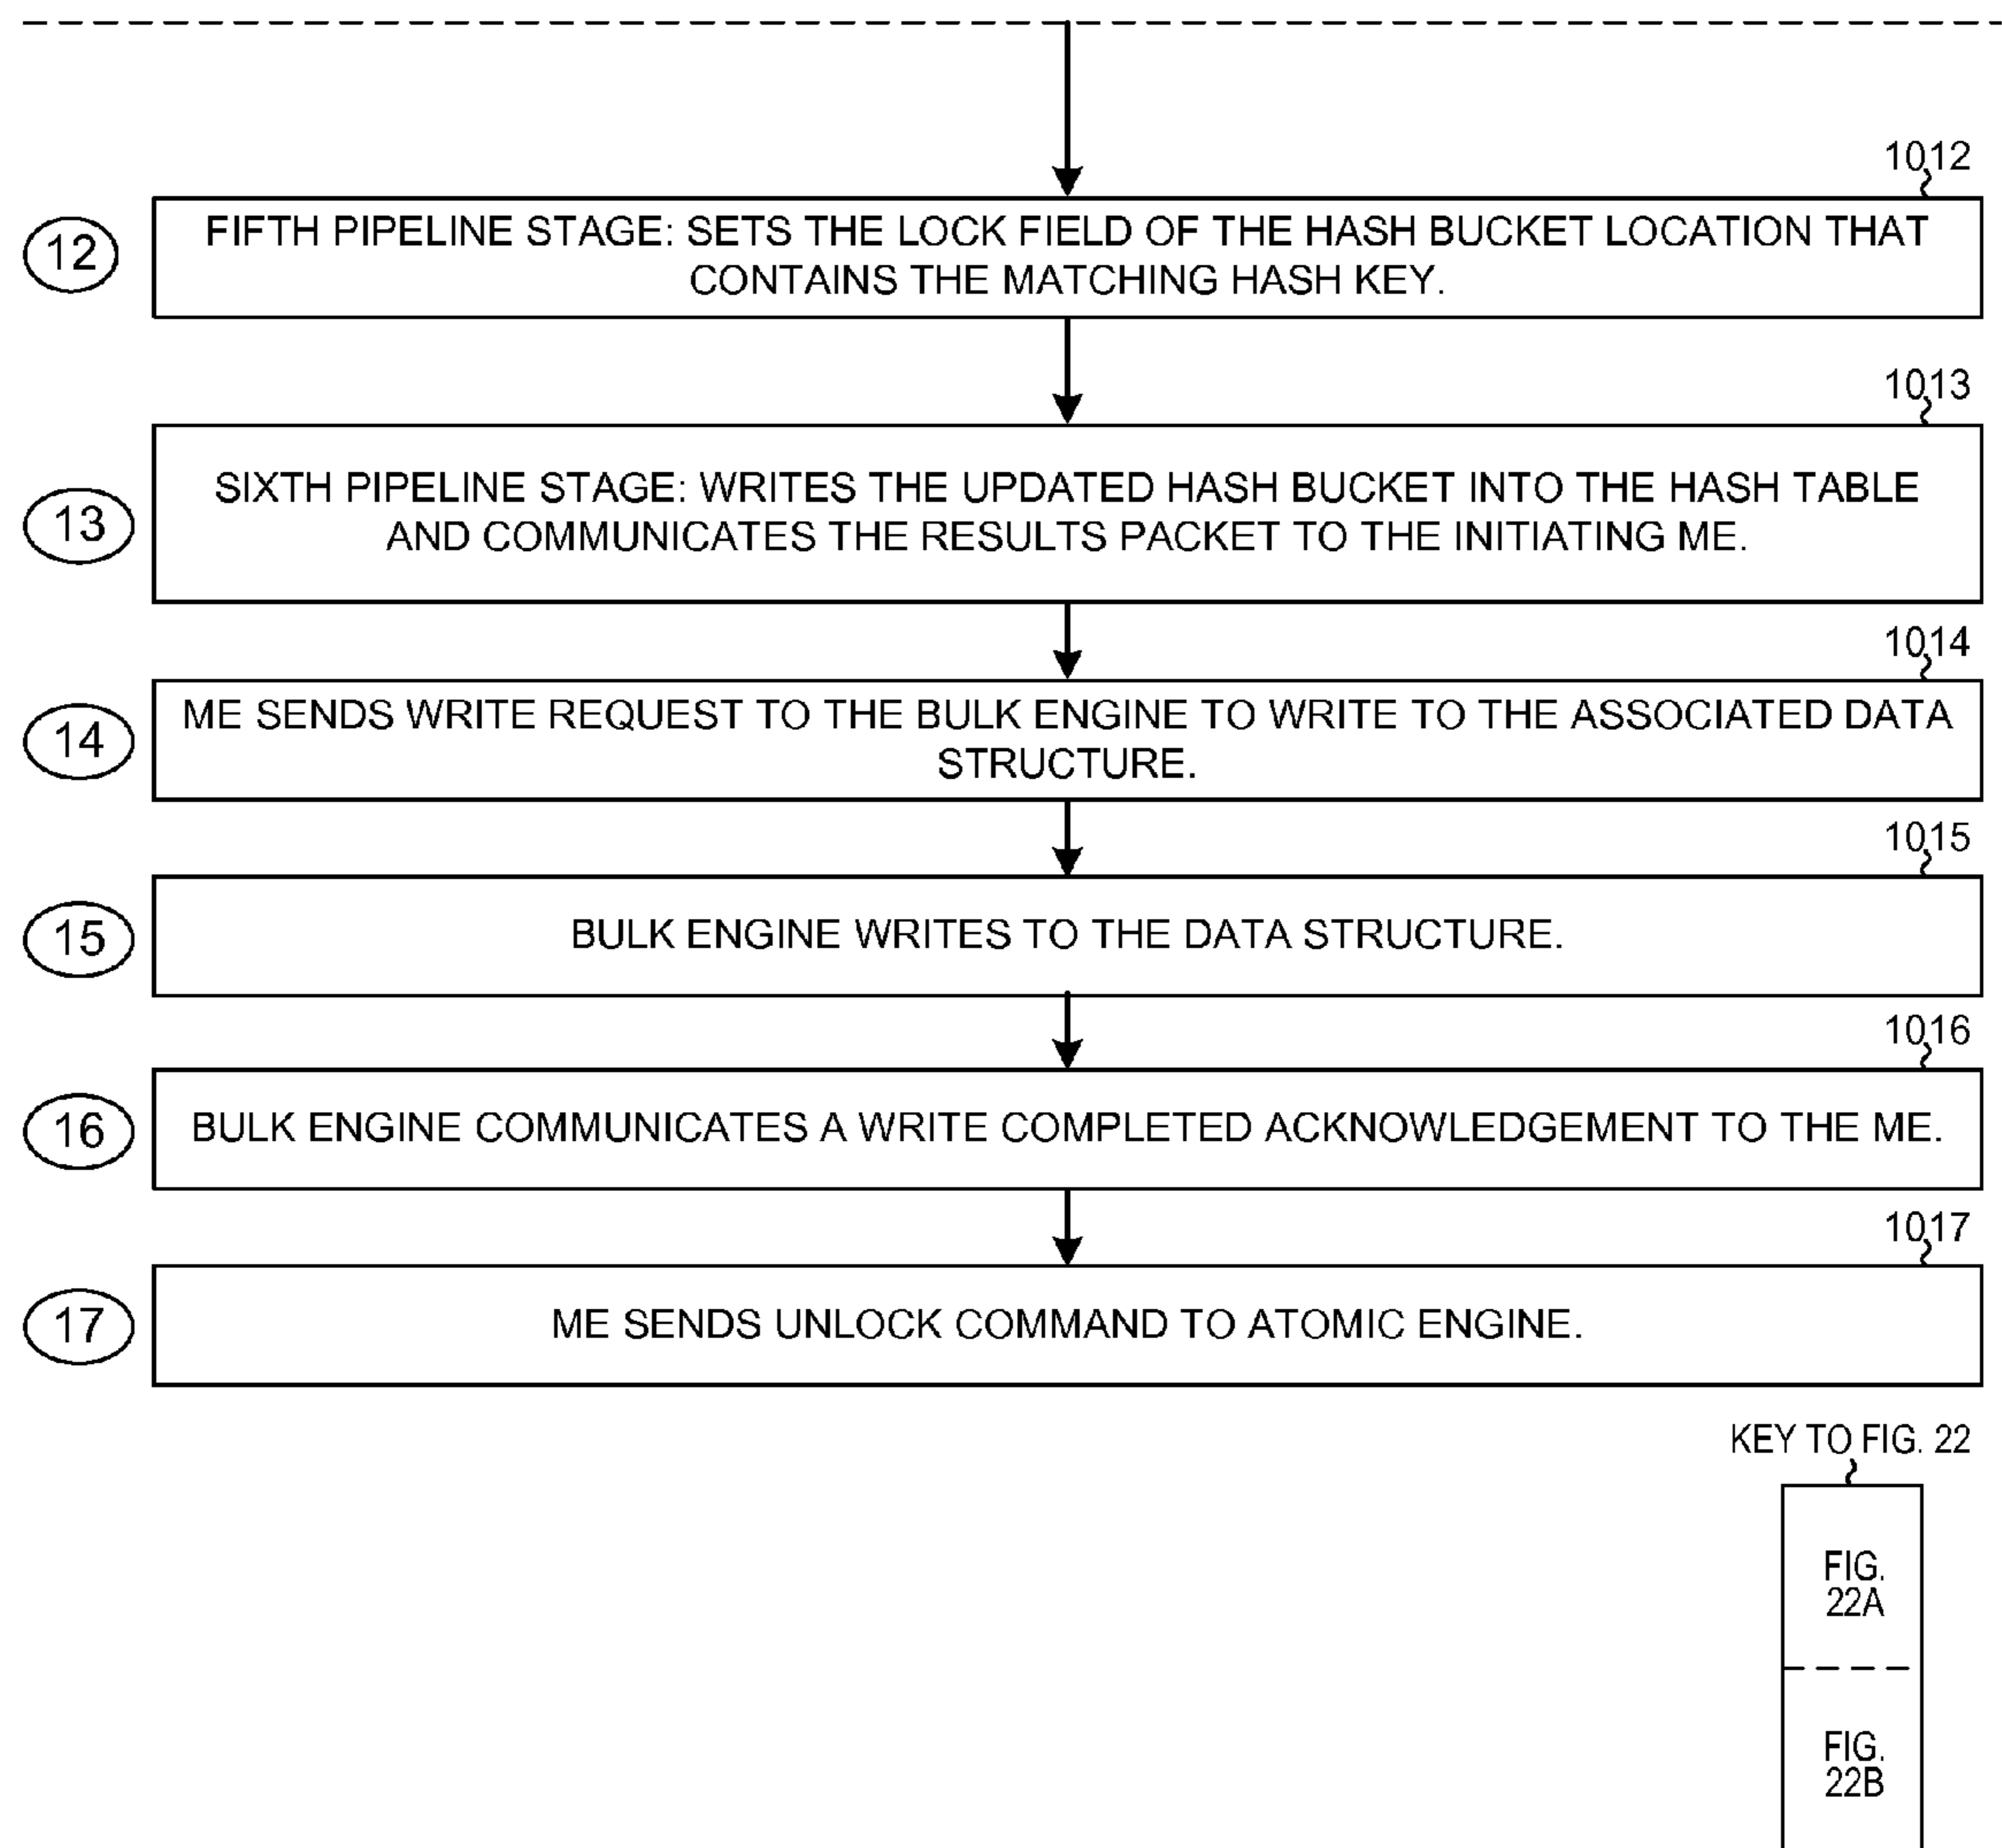 1012
12
FIFTH PIPELINE STAGE: SETS THE LOCK FIELD OF THE HASH BUCKET LOCATION THAT
CONTAINS THE MATCHING HASH KEY.
1013
13
SIXTH PIPELINE STAGE: WRITES THE UPDATED HASH BUCKET INTO THE HASH TABLE
AND COMMUNICATES THE RESULTS PACKET TO THE INITIATING ME.
1014
14
ME SENDS WRITE REQUEST TO THE BULK ENGINE TO WRITE TO THE ASSOCIATED DATA
STRUCTURE.
1015
15
BULK ENGINE WRITES TO THE DATA STRUCTURE.
1016
16
BULK ENGINE COMMUNICATES A WRITE COMPLETED ACKNOWLEDGEMENT TO THE ME.
1017
17
ME SENDS UNLOCK COMMAND TO ATOMIC ENGINE.
KEY TO FIG. 22
FIG.
22A
FIG.
22B